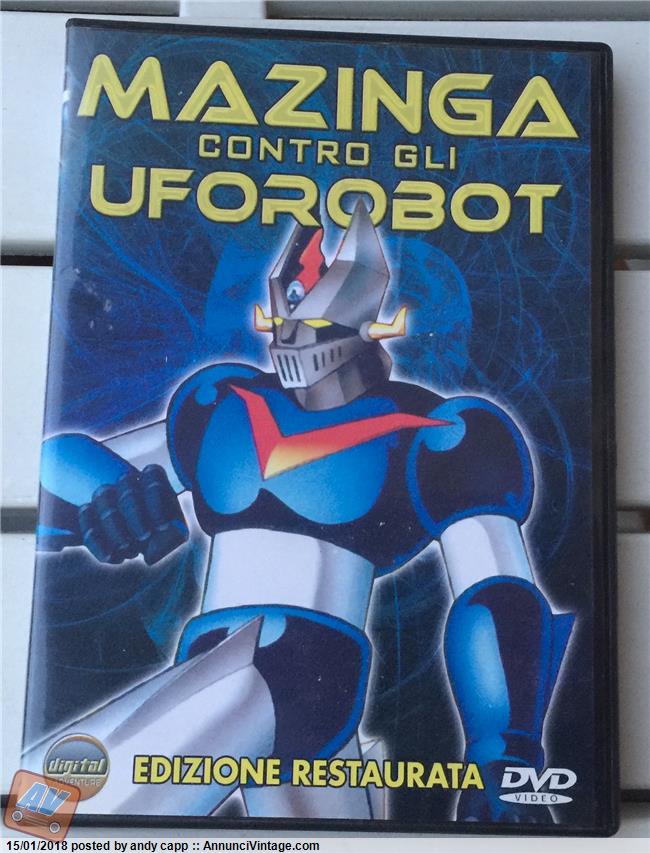 MAZINGA
CONTRO GLI
UFOROBOT
digital
ADVENTURE
EDIZIONE RESTAURATA
DVD
VIDEO
AV
15/01/2018 posted by andy capp :: AnnunciVintage.com